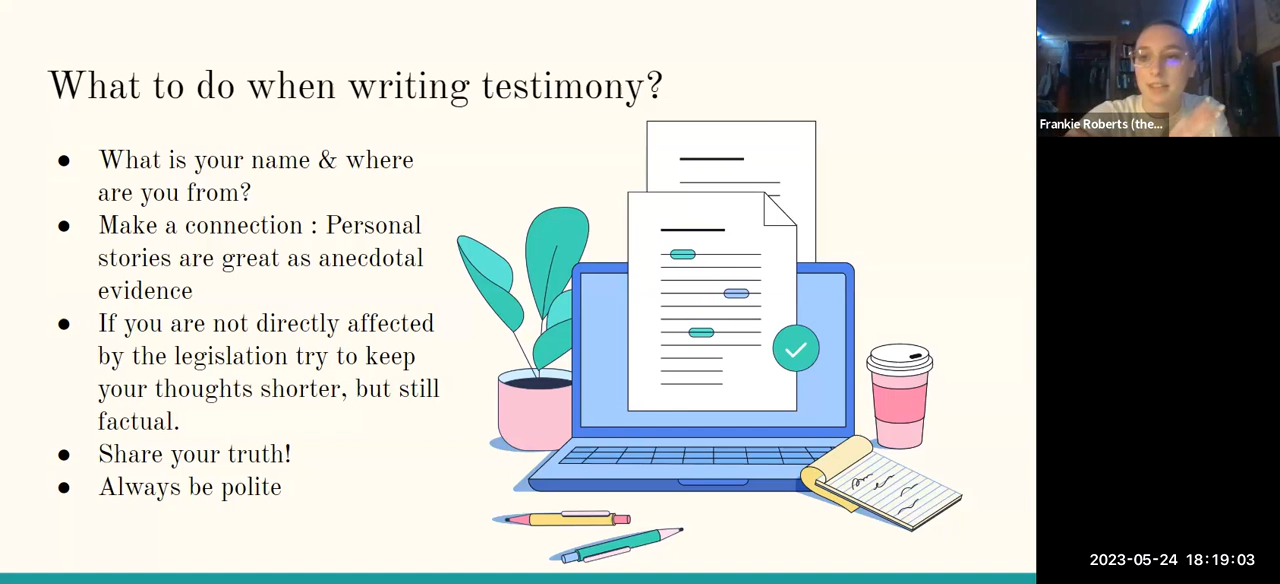 What to do when writing testimony?
● What is your name & where
are you from?
● Make a connection : Personal
stories are great as anecdotal
evidence
● If you are not directly affected
by the legislation try to keep
your thoughts shorter, but still
factual.
● Share your truth!
● Always be polite
Frankie Roberts (the...
2023-05-24 18:19:03